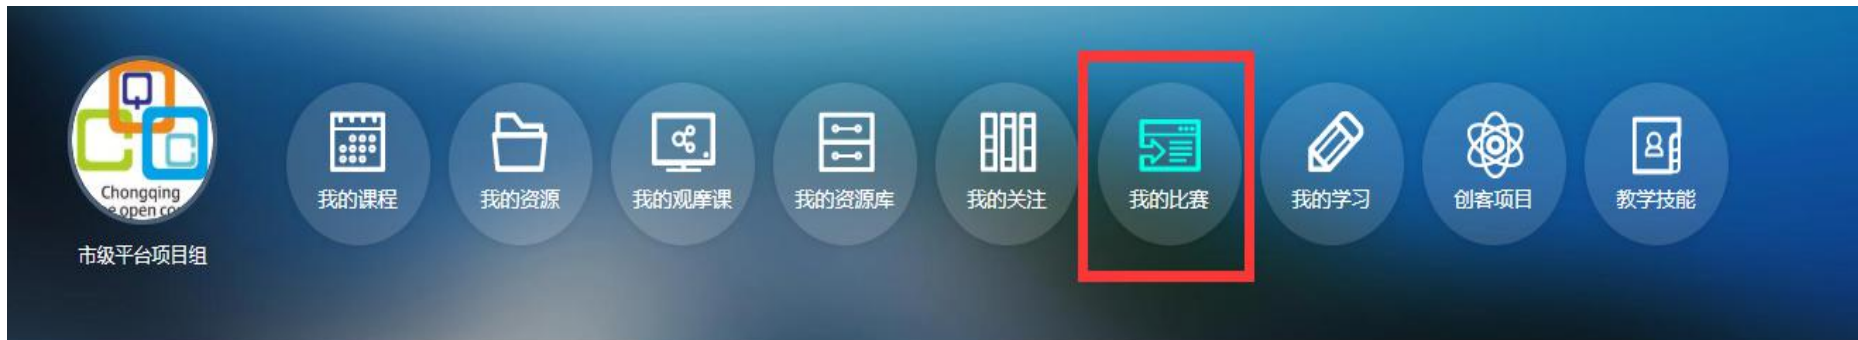 Chongqing
e open co
市级平台项目组
我的课程
我的资源
我的观摩课
我的资源库
我的关注
我的比赛
我的学习
创客项目
教学技能